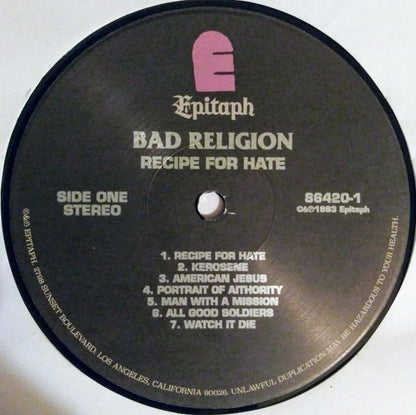 E
Epitaph
BAD RELIGION
RECIPE FOR HATE
SIDE ONE
STEREO
86420-1
©&℗1993 Epitaph
1. RECIPE FOR HATE
2. KEROSENE
3. AMERICAN JESUS
4. PORTRAIT OF AITHORITY
5. MAN WITH A MISSION
6. ALL GOOD SOLDIERS
7. WATCH IT DIE
©&℗ EPITAPH. 2798 SUNSET BOULEVARD. LOS ANGELES, CALIFORNIA 90026. UNLAWFUL DUPLICATION MAY BE HAZARDOUS TO YOUR HEALTH.